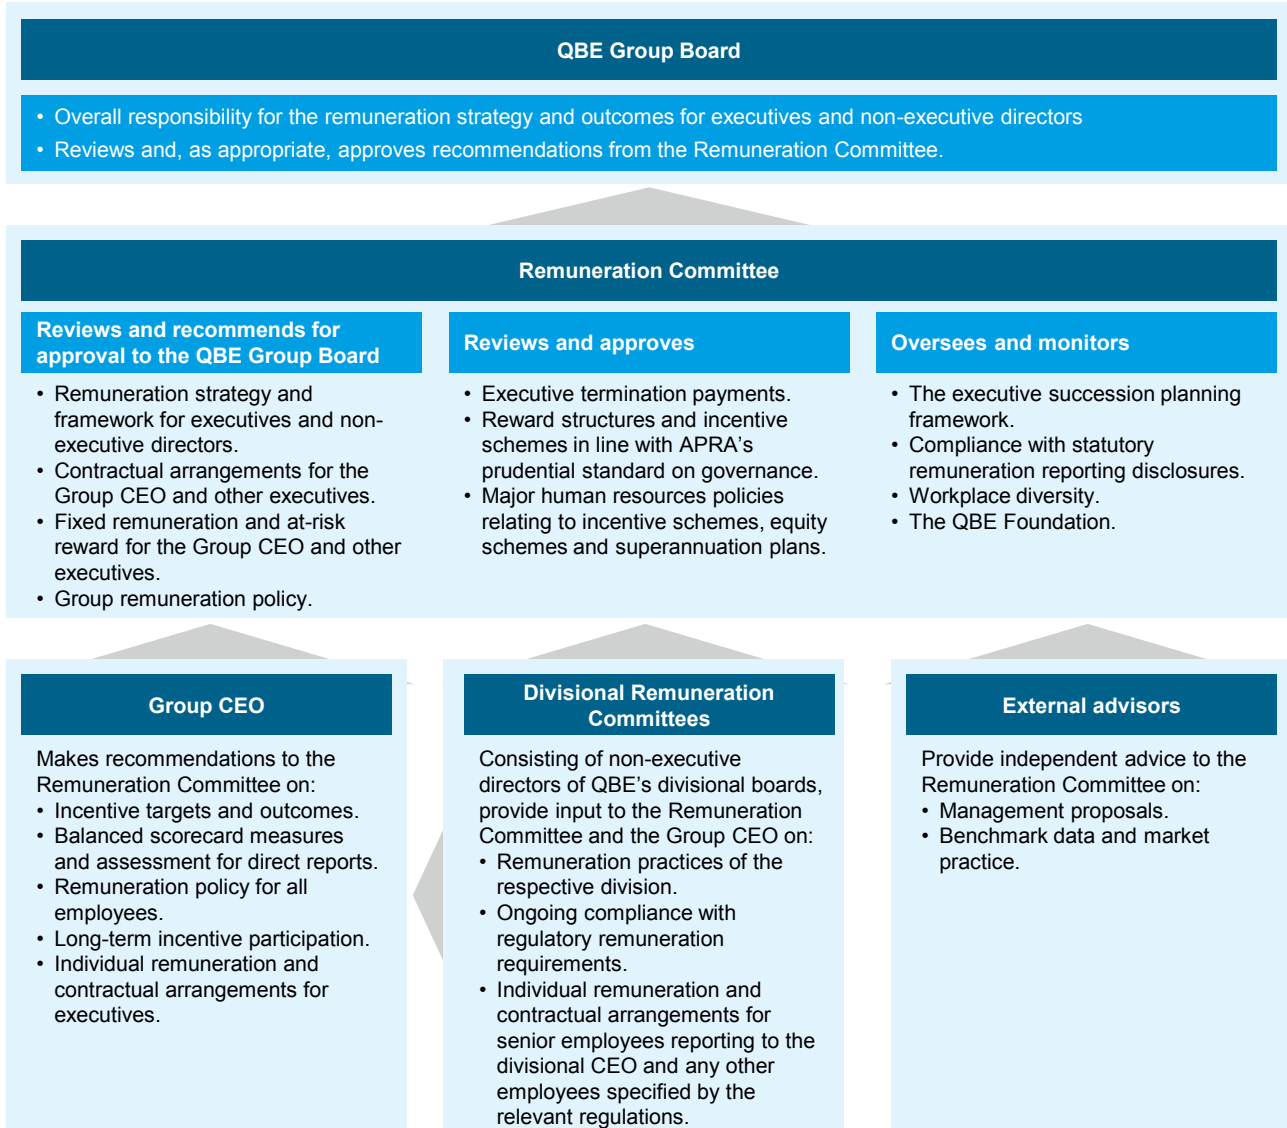 QBE Group Board
• Overall responsibility for the remuneration strategy and outcomes for executives and non-executive directors
• Reviews and, as appropriate, approves recommendations from the Remuneration Committee.
Remuneration Committee
Reviews and recommends for
approval to the QBE Group Board
• Remuneration strategy and
framework for executives and non-
executive directors.
• Contractual arrangements for the
Group CEO and other executives.
• Fixed remuneration and at-risk
reward for the Group CEO and other
executives.
• Group remuneration policy.
Reviews and approves
• Executive termination payments.
• Reward structures and incentive
schemes in line with APRA's
prudential standard on governance.
• Major human resources policies
relating to incentive schemes, equity
schemes and superannuation plans.
Oversees and monitors
• The executive succession planning
framework.
• Compliance with statutory
remuneration reporting disclosures.
• Workplace diversity.
• The QBE Foundation.
Group CEO
Makes recommendations to the
Remuneration Committee on:
• Incentive targets and outcomes.
• Balanced scorecard measures
and assessment for direct reports.
• Remuneration policy for all
employees.
• Long-term incentive participation.
• Individual remuneration and
contractual arrangements for
executives.
Divisional Remuneration
Committees
Consisting of non-executive
directors of QBE's divisional boards,
provide input to the Remuneration
Committee and the Group CEO on:
• Remuneration practices of the
respective division.
• Ongoing compliance with
regulatory remuneration
requirements.
• Individual remuneration and
contractual arrangements for
senior employees reporting to the
divisional CEO and any other
employees specified by the
relevant regulations.
External advisors
Provide independent advice to the
Remuneration Committee on:
• Management proposals.
• Benchmark data and market
practice.